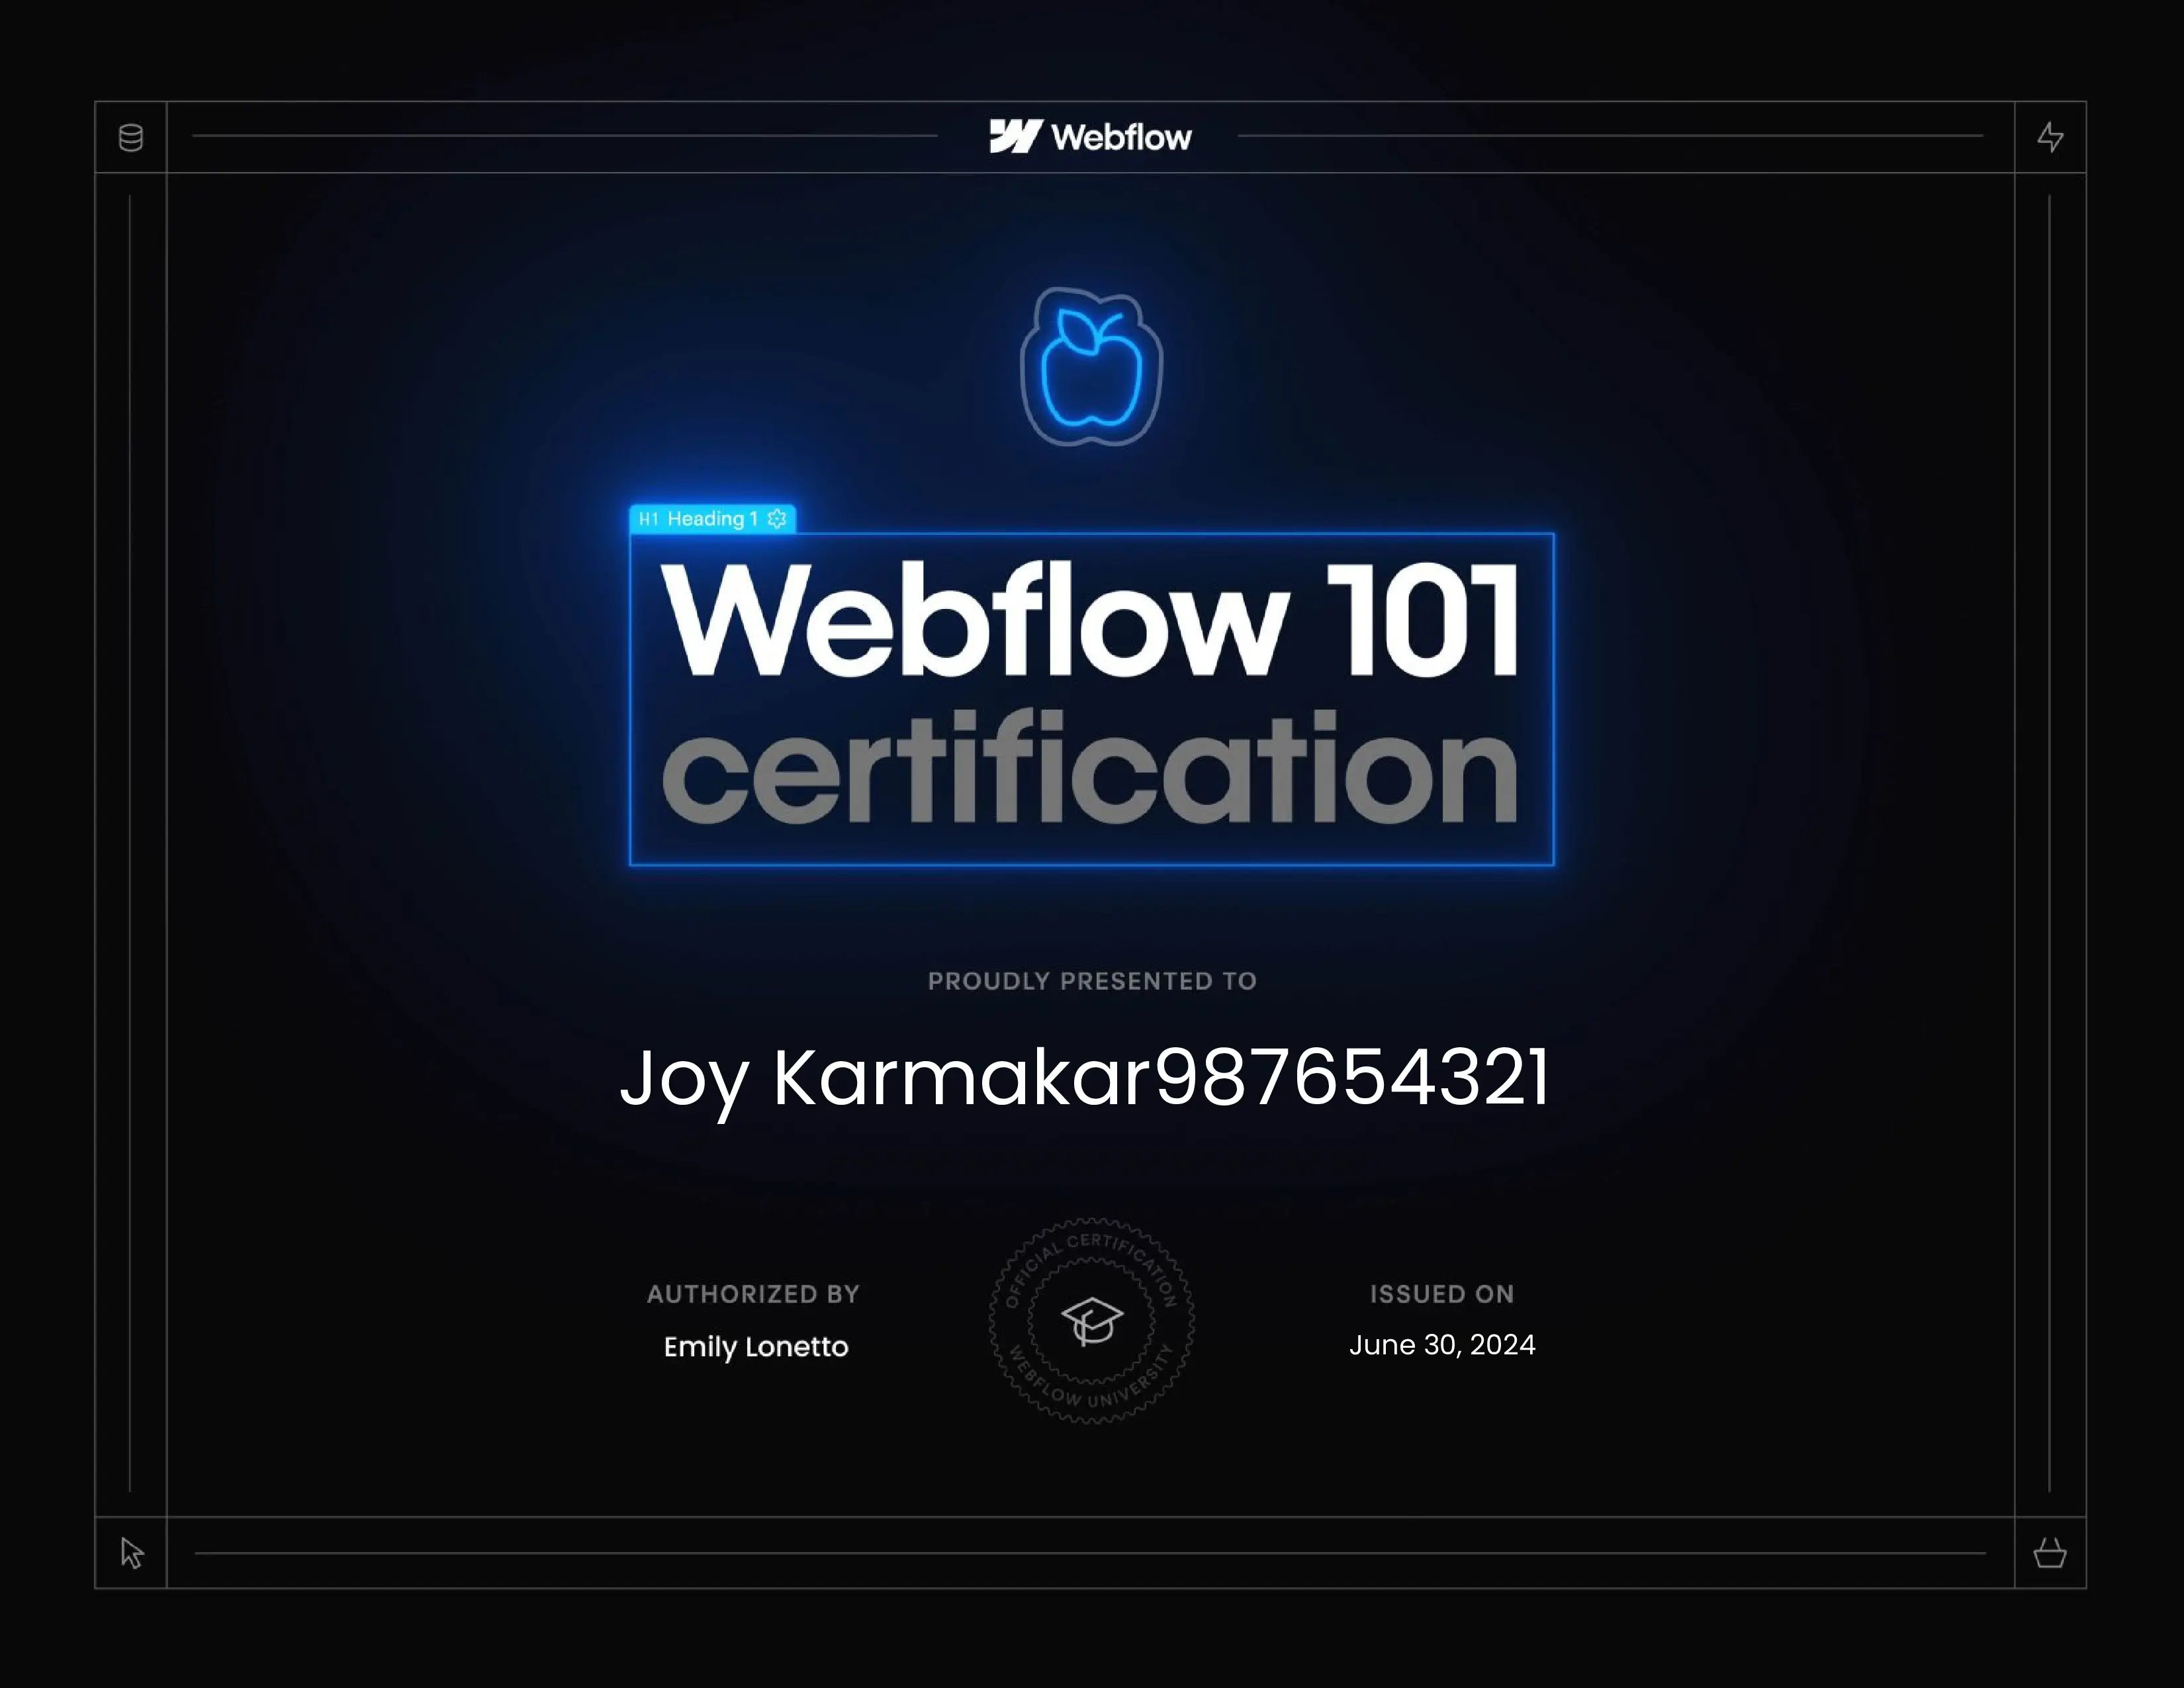 Webflow
H1 Heading 1
Webflow 101
certification
PROUDLY PRESENTED TO
Joy Karmakar987654321
AUTHORIZED BY
Emily Lonetto
OFFICIAL CERTIFICATION
WEBFLOW UNIVERSITY
ISSUED ON
June 30, 2024